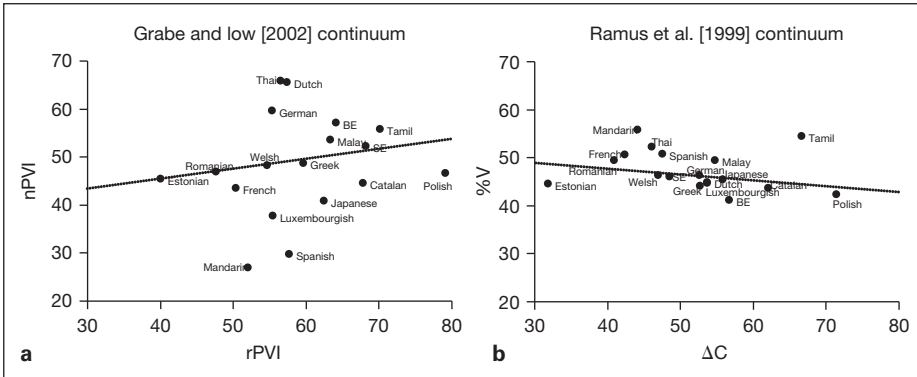 Grabe and low [2002] continuum
70
60
50
40
30
20
nPVI
Thai
Dutch
German
BE
Tamil
Malay
SE
Welsh
Greek
Romanian
Estonian
French
Catalan
Polish
Japanese
Luxembourgish
Spanish
Mandarin
30 40 50 60 70 80
rPVI
a
Ramus et al. [1999] continuum
70
60
50
40
30
20
%V
Mandarin
Tamil
Thai
French
Spanish
Malay
Romanian
German
Japanese
Welsh
SE
Dutch
Estonian
Greek
Luxembourgish
Catalan
BE
Polish
30 40 50 60 70 80
ΔC
b